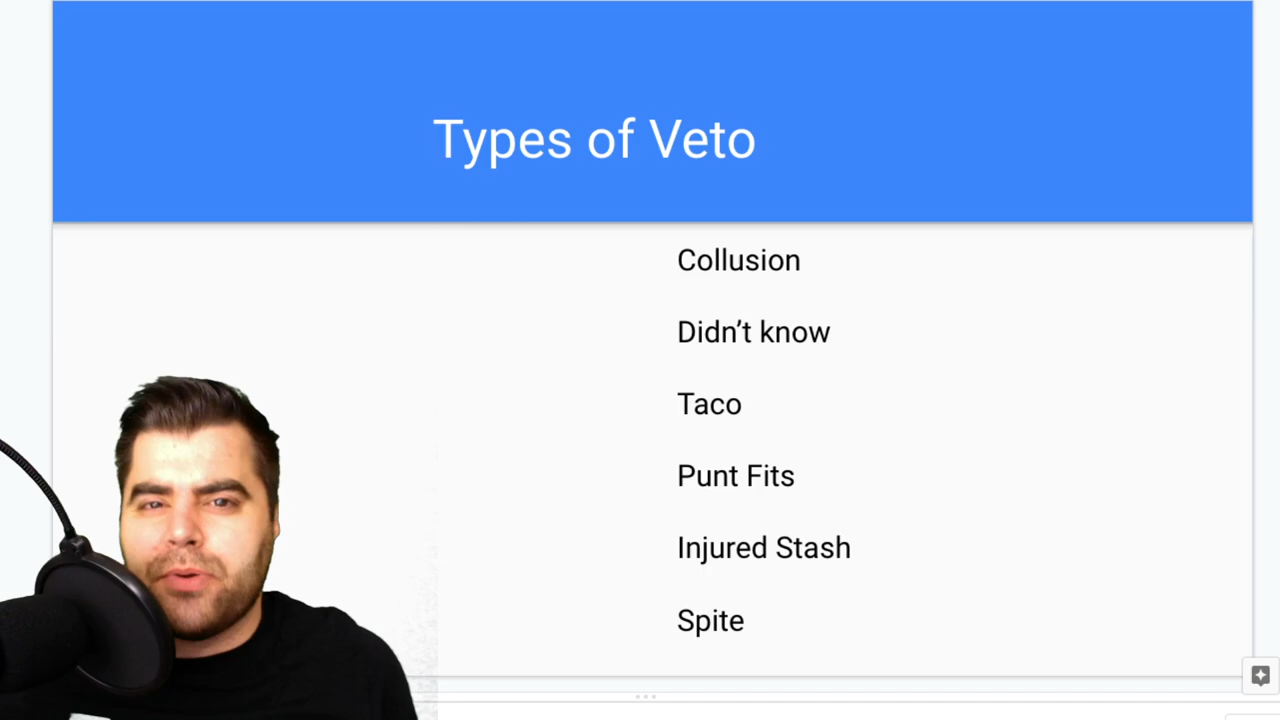 Types of Veto
Collusion
Didn’t know
Taco
Punt Fits
Injured Stash
Spite